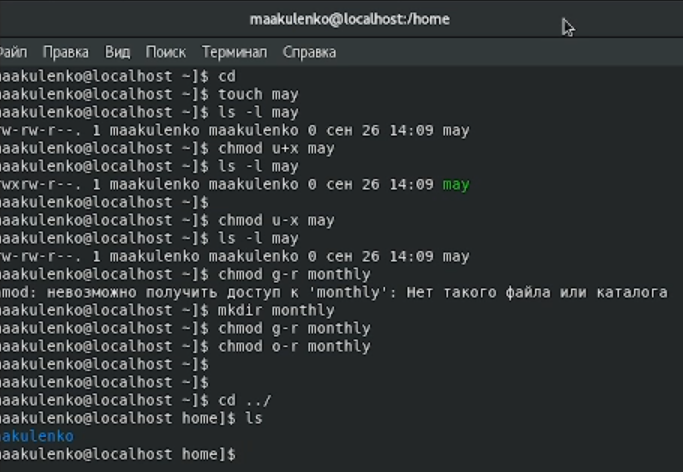 maakulenko@localhost:/home
Файл Правка Вид Поиск Терминал Справка
aakulenko@localhost ~]$ cd
aakulenko@localhost ~]$ touch may
aakulenko@localhost ~]$ ls -l may
rw-rw-r--. 1 maakulenko maakulenko 0 сен 26 14:09 may
aakulenko@localhost ~]$ chmod u+x may
aakulenko@localhost ~]$ ls -l may
rwxrw-r--. 1 maakulenko maakulenko 0 сен 26 14:09 may
aakulenko@localhost ~]$
aakulenko@localhost ~]$ chmod u-x may
aakulenko@localhost ~]$ ls -l may
rw-rw-r--. 1 maakulenko maakulenko 0 сен 26 14:09 may
aakulenko@localhost ~]$ chmod g-r monthly
hmod: невозможно получить доступ к 'monthly': Нет такого файла или каталога
aakulenko@localhost ~]$ mkdir monthly
aakulenko@localhost ~]$ chmod g-r monthly
aakulenko@localhost ~]$ chmod o-r monthly
aakulenko@localhost ~]$
aakulenko@localhost ~]$
aakulenko@localhost ~]$ cd ../
aakulenko@localhost home]$ ls
aakulenko
aakulenko@localhost home]$